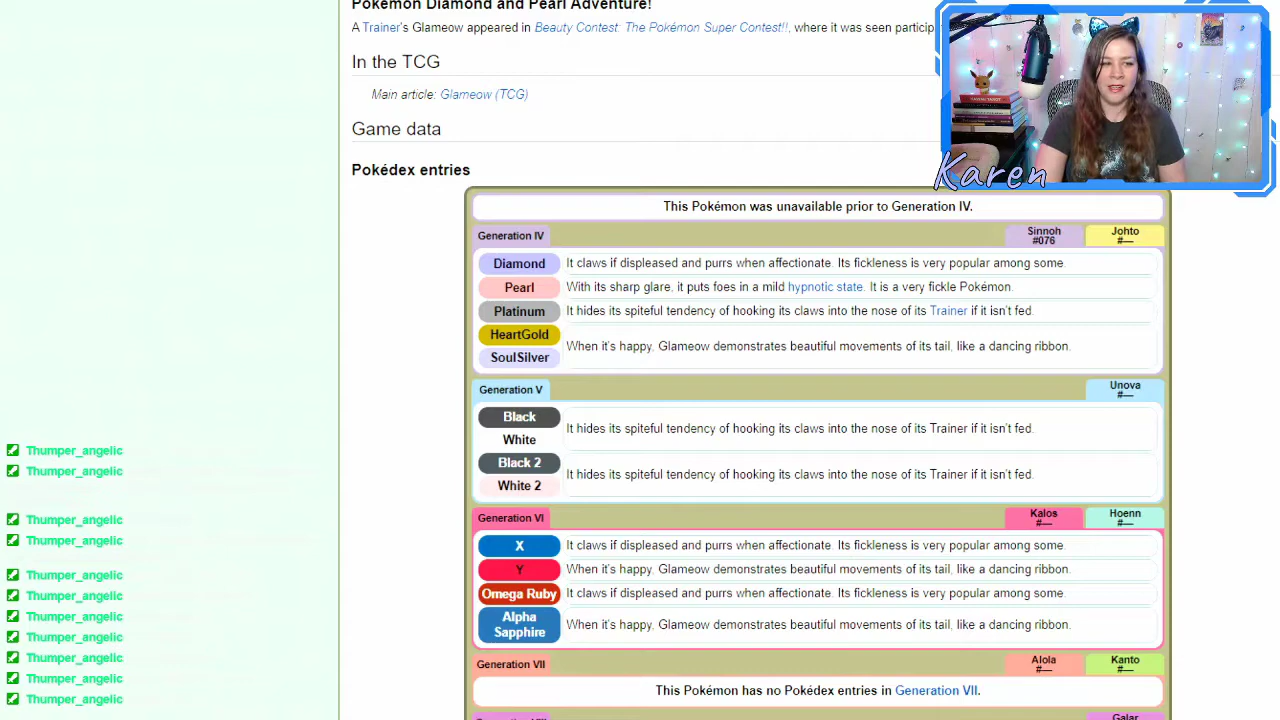 Pokémon Diamond and Pearl Adventure!
A Trainer's Glameow appeared in Beauty Contest: The Pokémon Super Contest!!, where it was seen particip
In the TCG
Main article: Glameow (TCG)
Game data
Karen
Pokédex entries
This Pokémon was unavailable prior to Generation IV.
Generation IV
Sinnoh
#076
Johto
#—
Diamond
It claws if displeased and purrs when affectionate. Its fickleness is very popular among some.
Pearl
With its sharp glare, it puts foes in a mild hypnotic state. It is a very fickle Pokémon.
Platinum
It hides its spiteful tendency of hooking its claws into the nose of its Trainer if it isn't fed.
HeartGold
SoulSilver
When it's happy, Glameow demonstrates beautiful movements of its tail, like a dancing ribbon.
Generation V
Unova
#—
Black
White
It hides its spiteful tendency of hooking its claws into the nose of its Trainer if it isn't fed.
Black 2
White 2
It hides its spiteful tendency of hooking its claws into the nose of its Trainer if it isn't fed.
Generation VI
Kalos
#—
Hoenn
#—
X
It claws if displeased and purrs when affectionate. Its fickleness is very popular among some.
Y
When it's happy, Glameow demonstrates beautiful movements of its tail, like a dancing ribbon.
Omega Ruby
It claws if displeased and purrs when affectionate. Its fickleness is very popular among some.
Alpha
Sapphire
When it's happy, Glameow demonstrates beautiful movements of its tail, like a dancing ribbon.
Generation VII
Alola
#—
Kanto
#—
This Pokémon has no Pokédex entries in Generation VII.
Galar
Thumper_angelic
Thumper_angelic
Thumper_angelic
Thumper_angelic
Thumper_angelic
Thumper_angelic
Thumper_angelic
Thumper_angelic
Thumper_angelic
Thumper_angelic
Thumper_angelic